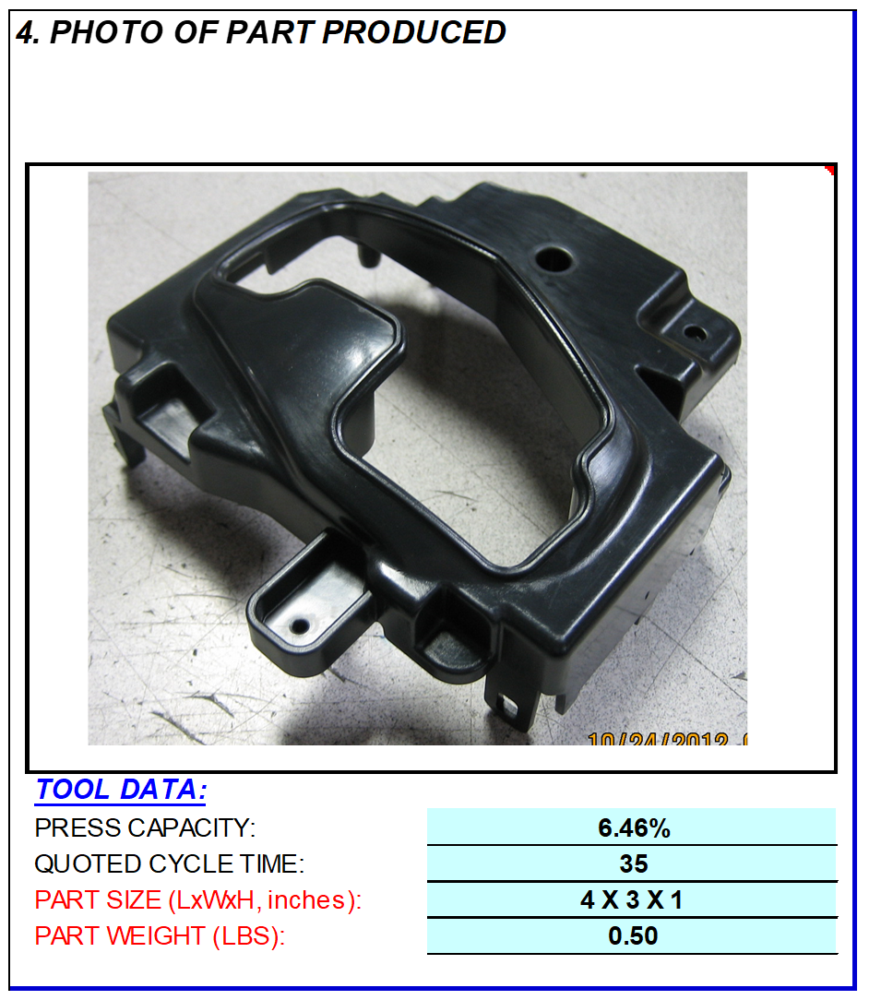 4. PHOTO OF PART PRODUCED
10/24/2012
TOOL DATA:
PRESS CAPACITY: 6.46%
QUOTED CYCLE TIME: 35
PART SIZE (LxWxH, inches): 4 X 3 X 1
PART WEIGHT (LBS): 0.50